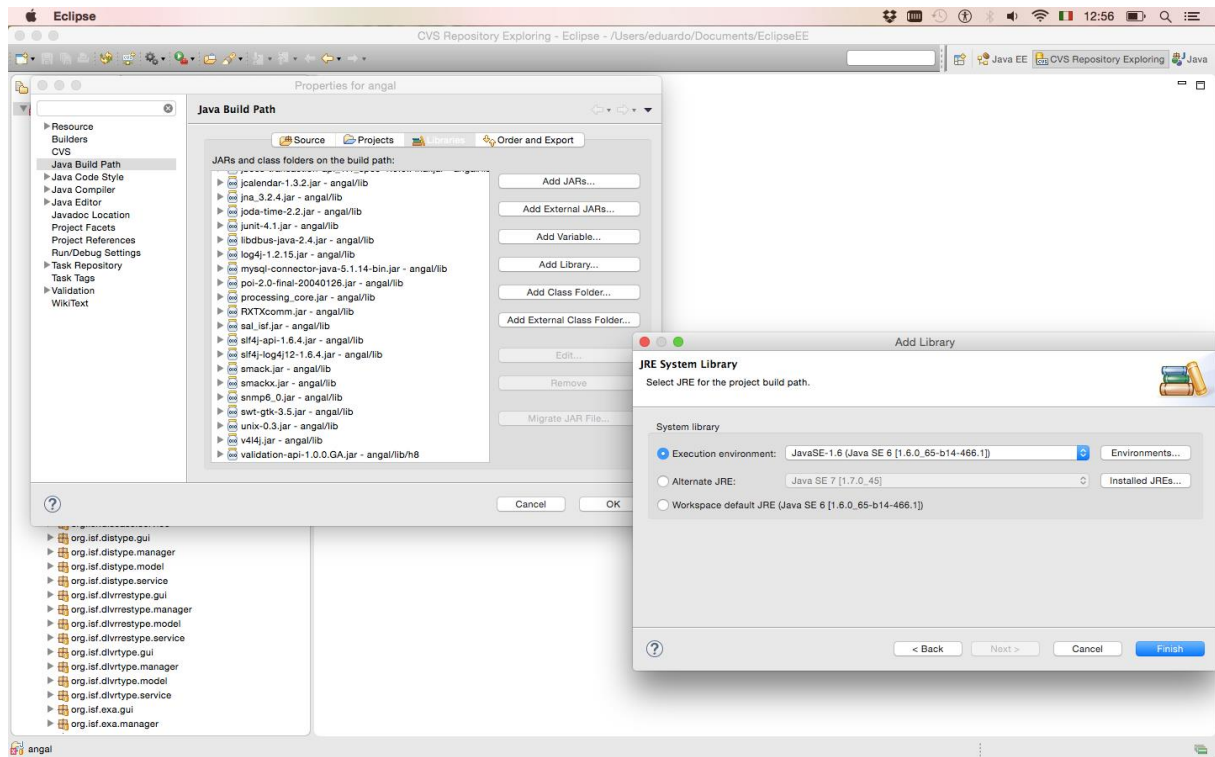 Eclipse
12:56
CVS Repository Exploring - Eclipse - /Users/eduardo/Documents/EclipseEE
Java EE
CVS Repository Exploring
Java
Properties for angal
Resource
Builders
CVS
Java Build Path
Java Code Style
Java Compiler
Java Editor
Javadoc Location
Project Facets
Project References
Run/Debug Settings
Task Repository
Task Tags
Validation
WikiText
Java Build Path
Source
Projects
Libraries
Order and Export
JARs and class folders on the build path:
jcalendar-1.3.2.jar - angal/lib
jna_3.2.4.jar - angal/lib
joda-time-2.2.jar - angal/lib
junit-4.1.jar - angal/lib
libdbus-java-2.4.jar - angal/lib
log4j-1.2.15.jar - angal/lib
mysql-connector-java-5.1.14-bin.jar - angal/lib
poi-2.0-final-20040126.jar - angal/lib
processing_core.jar - angal/lib
RXTXcomm.jar - angal/lib
sal_isf.jar - angal/lib
slf4j-api-1.6.4.jar - angal/lib
slf4j-log4j12-1.6.4.jar - angal/lib
smack.jar - angal/lib
smackx.jar - angal/lib
snmp6_0.jar - angal/lib
swt-gtk-3.5.jar - angal/lib
unix-0.3.jar - angal/lib
v4l4j.jar - angal/lib
validation-api-1.0.0.GA.jar - angal/lib/h8
Add JARs...
Add External JARs...
Add Variable...
Add Library...
Add Class Folder...
Add External Class Folder...
Edit...
Remove
Migrate JAR File...
Cancel
OK
Add Library
JRE System Library
Select JRE for the project build path.
System library
Execution environment:
JavaSE-1.6 (Java SE 6 [1.6.0_65-b14-466.1])
Environments...
Alternate JRE:
Java SE 7 [1.7.0_45]
Installed JREs...
Workspace default JRE (Java SE 6 [1.6.0_65-b14-466.1])
< Back
Next >
Cancel
Finish
org.isf.distype.gui
org.isf.distype.manager
org.isf.distype.model
org.isf.distype.service
org.isf.dlvrrestype.gui
org.isf.dlvrrestype.manager
org.isf.dlvrrestype.model
org.isf.dlvrrestype.service
org.isf.dlvrtype.gui
org.isf.dlvrtype.manager
org.isf.dlvrtype.model
org.isf.dlvrtype.service
org.isf.exa.gui
org.isf.exa.manager
angal